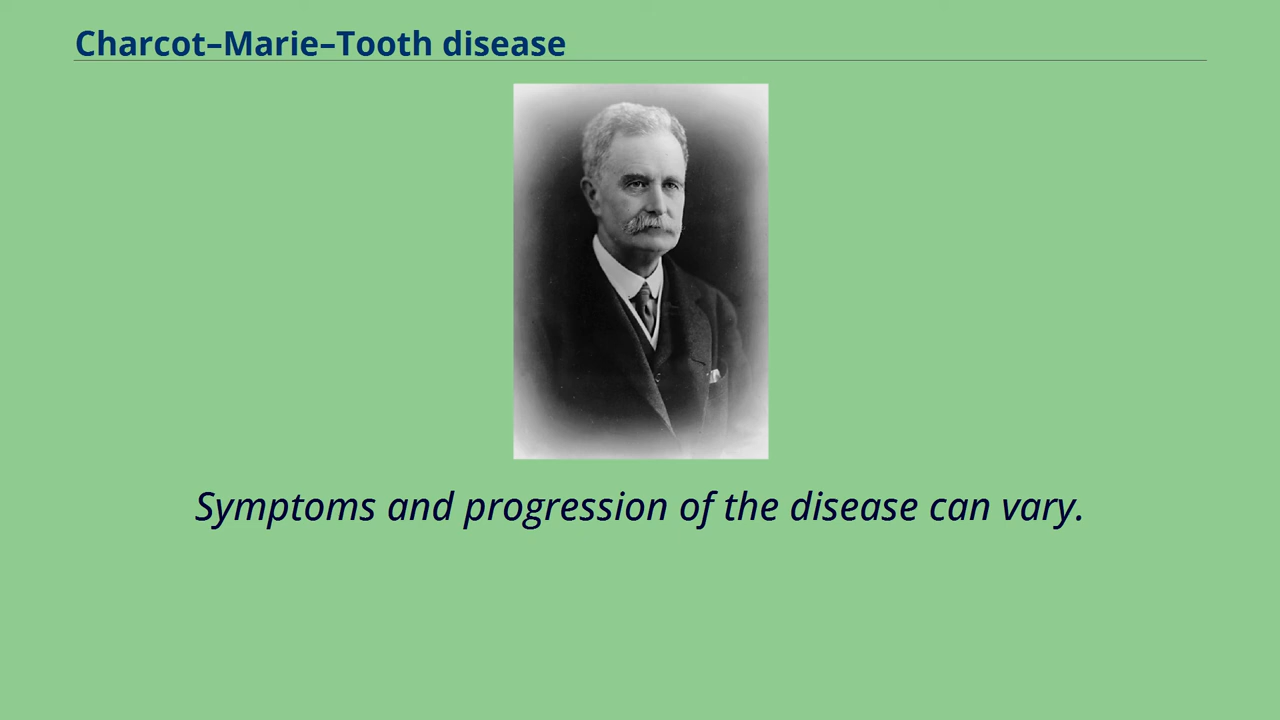 Charcot–Marie–Tooth disease
Symptoms and progression of the disease can vary.